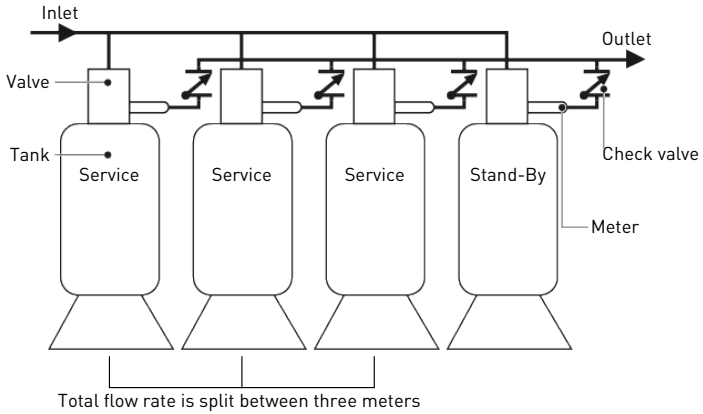 Inlet
Outlet
Valve
Tank
Service
Service
Service
Stand-By
Check valve
Meter
Total flow rate is split between three meters